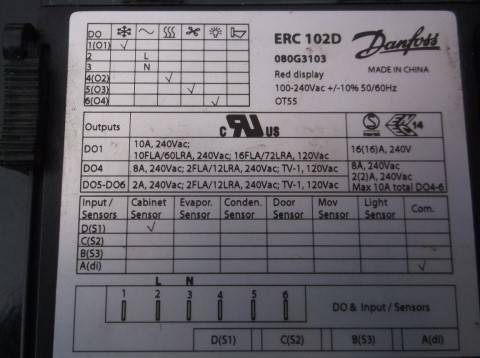 DO
1(O1)
2 L
3 N
4(O2)
5(O3)
6(O4)
ERC 102D
Danfoss
080G3103
MADE IN CHINA
Red display
100-240Vac +/-10% 50/60Hz
OT55
Outputs
C RU US
14
DO1
10A, 240Vac;
10FLA/60LRA, 240Vac; 16FLA/72LRA, 120Vac
16(16)A, 240V
DO4
8A, 240Vac; 2FLA/12LRA, 240Vac; TV-1, 120Vac
8A, 240Vac
DO5-DO6
2A, 240Vac; 2FLA/12LRA, 240Vac; TV-1, 120Vac
2(2)A, 240Vac
Max 10A total DO4-6
Input / Sensors
Cabinet Sensor
Evapor. Sensor
Conden. Sensor
Door Sensor
Mov Sensor
Light Sensor
Com.
D(S1)
C(S2)
B(S3)
A(di)
L N
1 2 3 4 5 6
DO & Input / Sensors
D(S1) C(S2) B(S3) A(di)